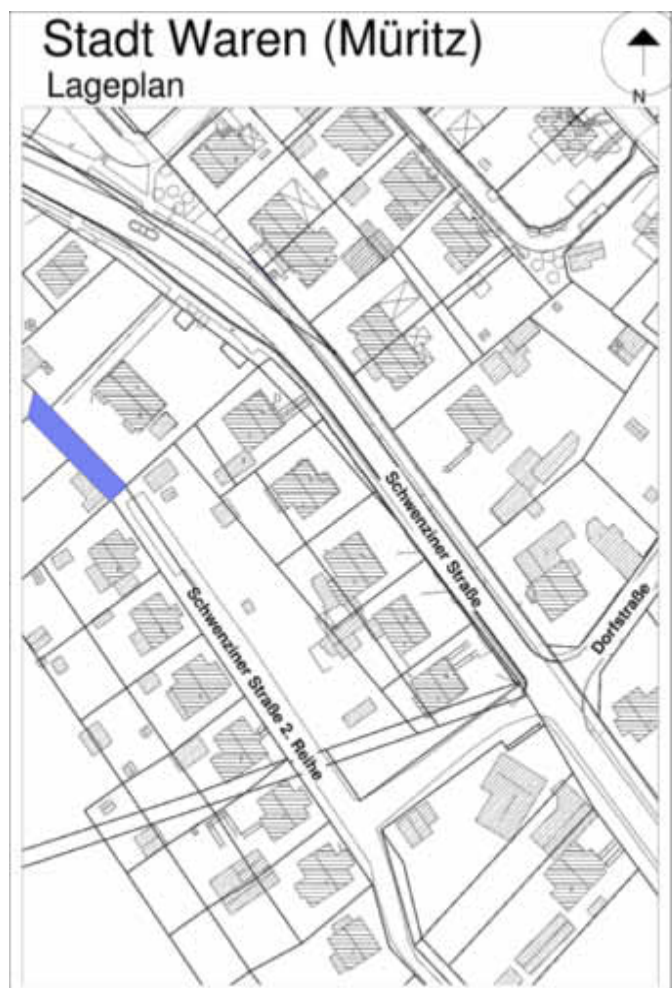 Stadt Waren (Müritz)
Lageplan
N
Schwenziner Straße
Dorfstraße
Schwenziner Straße 2. Reihe